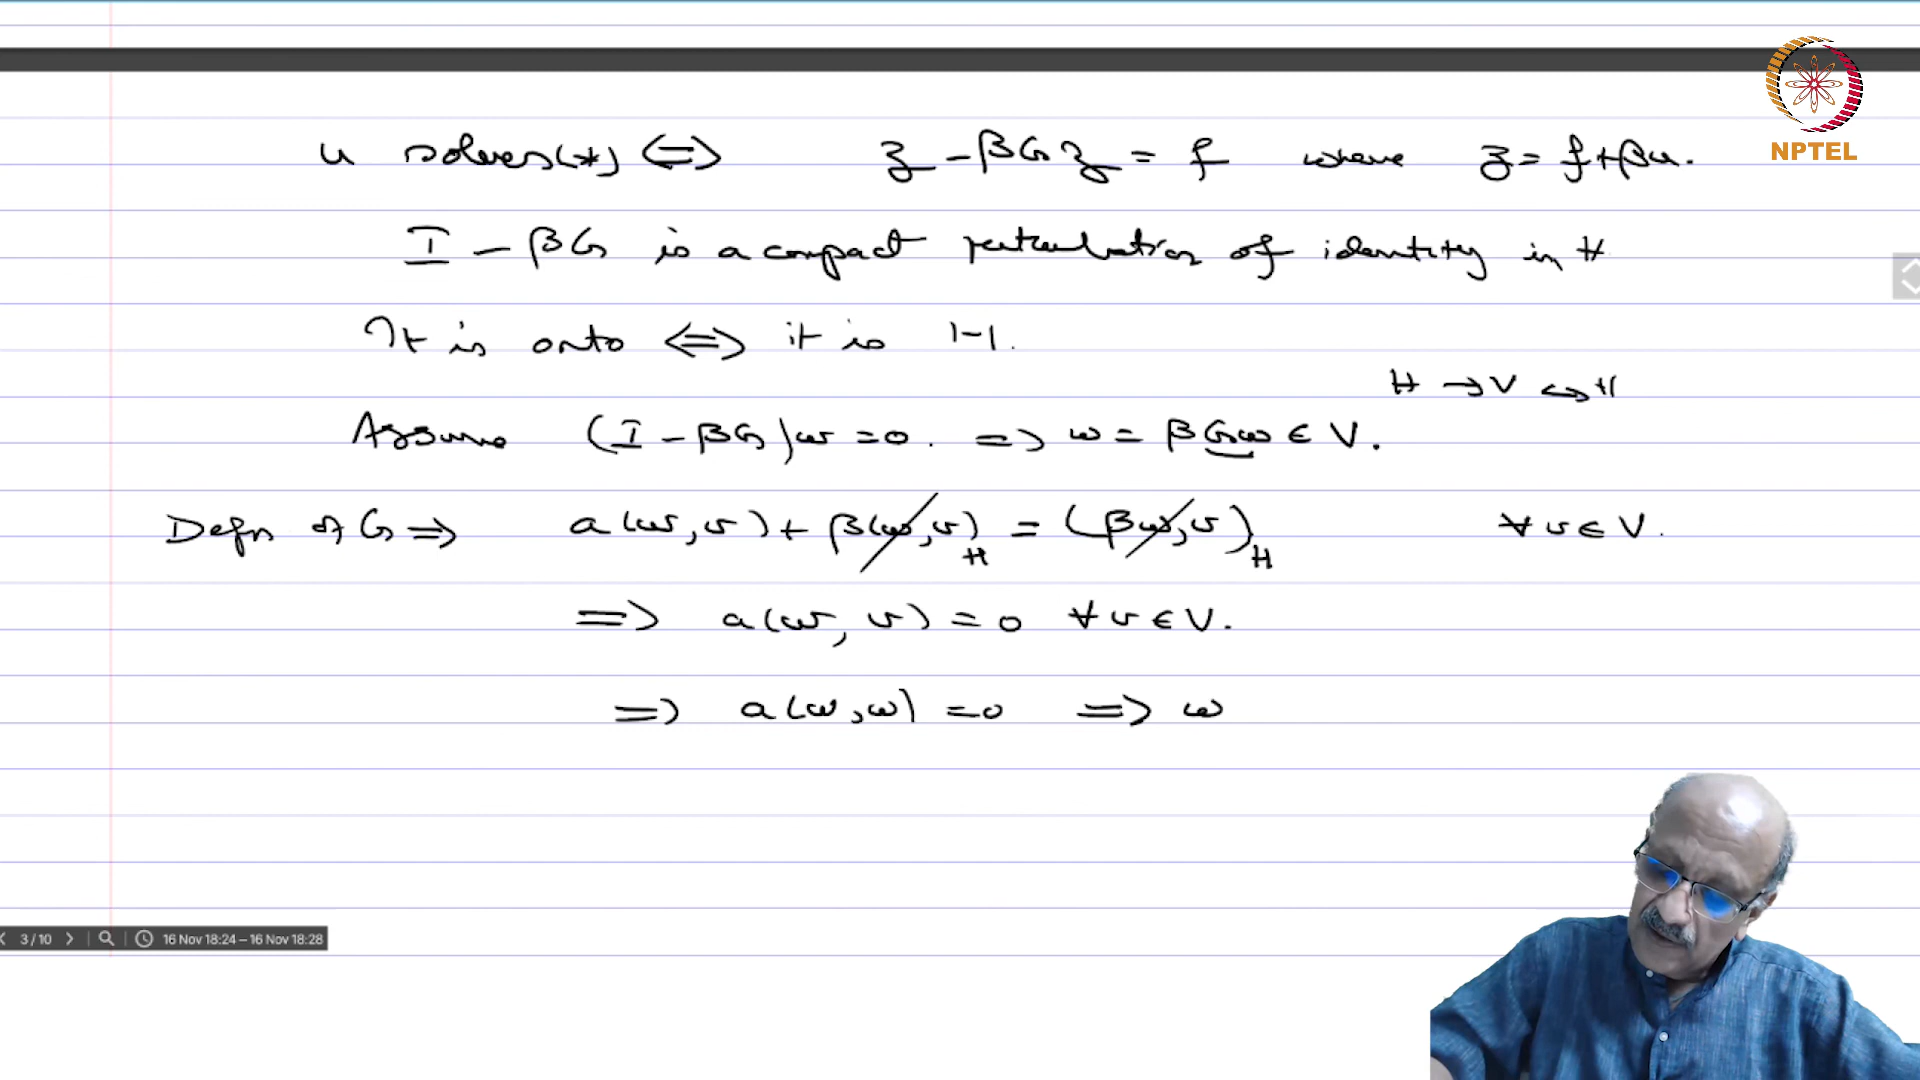 NPTEL
u solves (*) ⟺ z - βG z = f where z = f + βu.
I - βG is a compact perturbation of identity in H
It is onto ⟺ it is 1-1.
H → V ↪ H
Assume (I - βG)w = 0. ⟹ w = βGw ∈ V.
Defn of G ⟹ a(w, v) + β(w, v)_H = (βw, v)_H ∀ v ∈ V.
⟹ a(w, v) = 0 ∀ v ∈ V.
⟹ a(w, w) = 0 ⟹ w
3 / 10 16 Nov 18:24 – 16 Nov 18:28